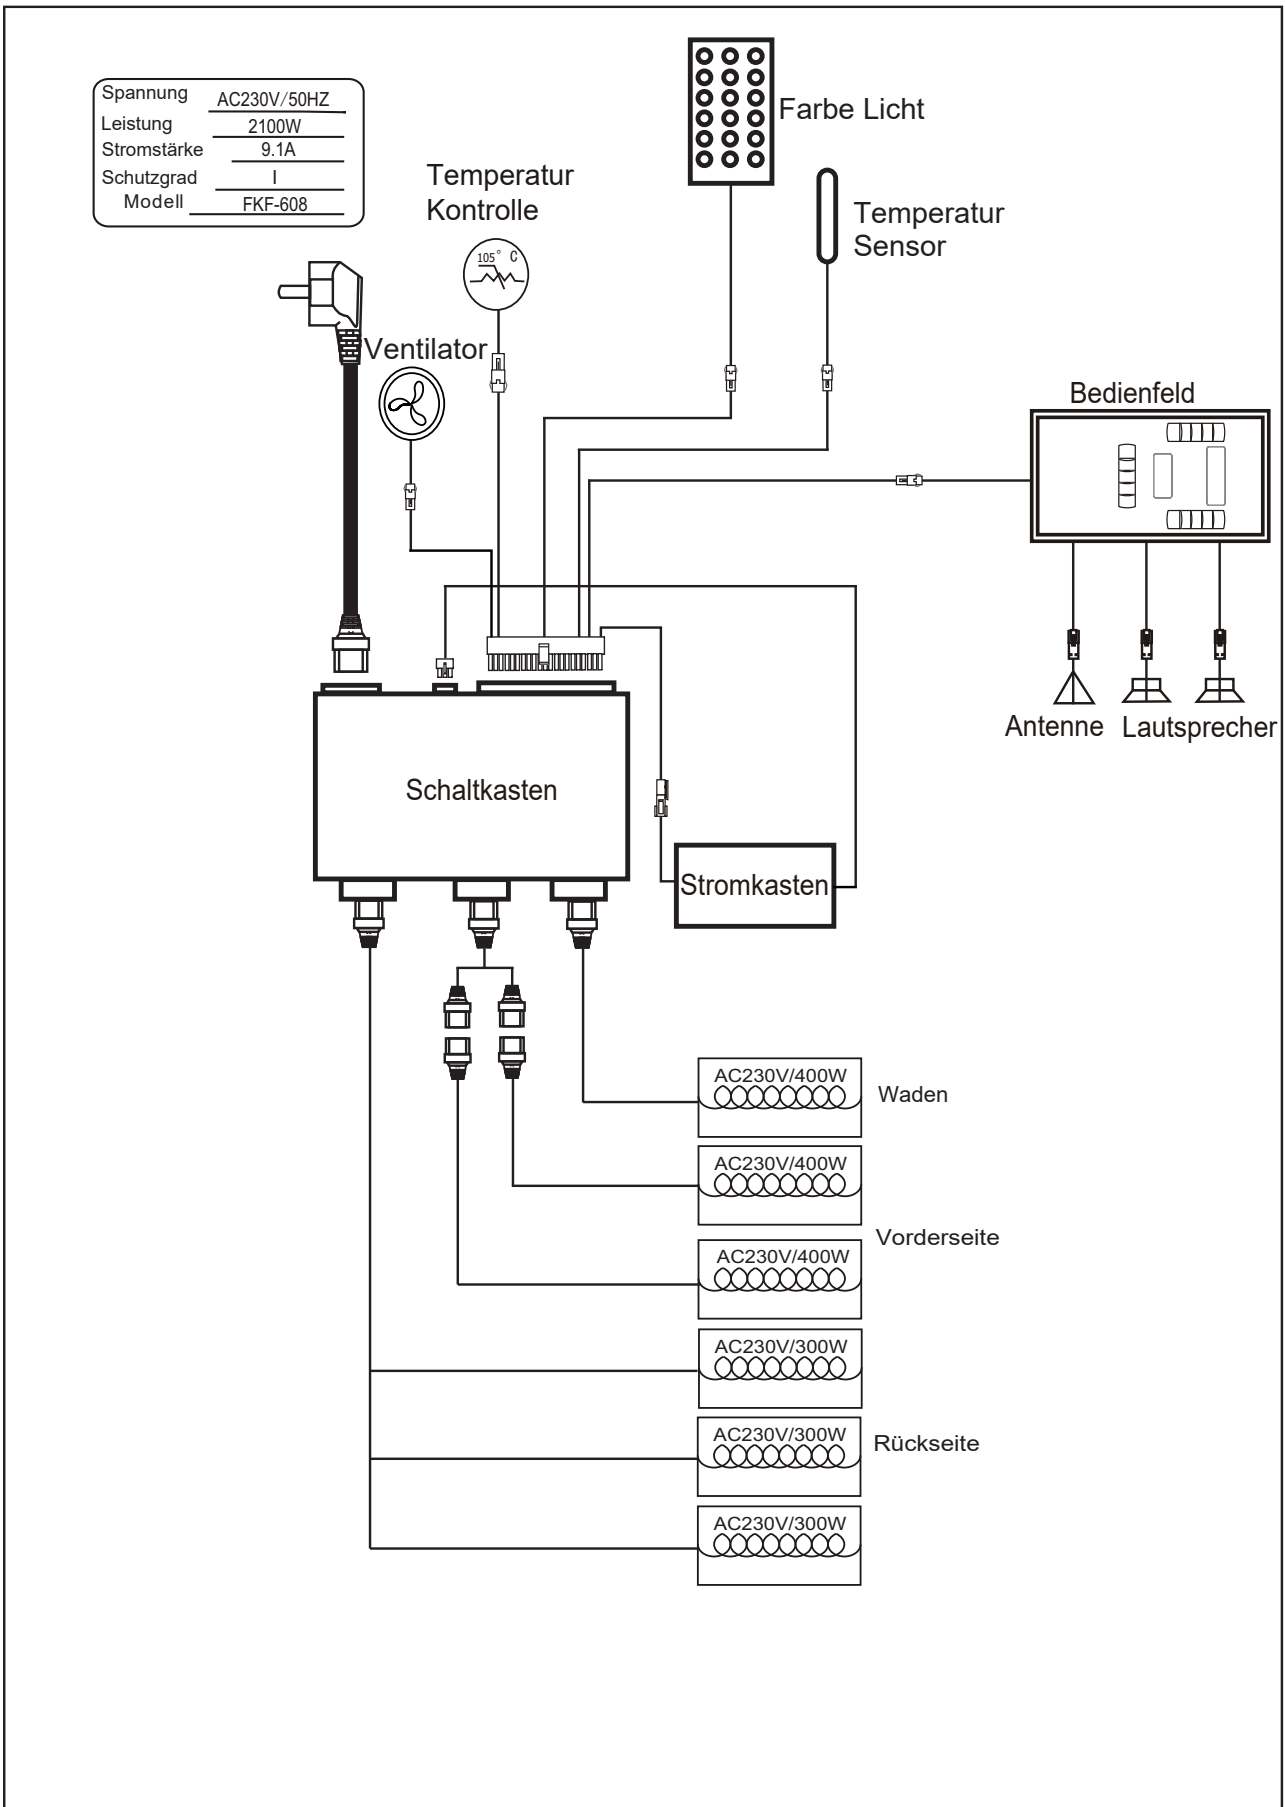 Spannung AC230V/50HZ
Leistung 2100W
Stromstärke 9.1A
Schutzgrad I
Modell FKF-608
Farbe Licht
Temperatur
Kontrolle
105°C
Temperatur
Sensor
Ventilator
Bedienfeld
Antenne Lautsprecher
Schaltkasten
Stromkasten
AC230V/400W
Waden
AC230V/400W
Vorderseite
AC230V/400W
AC230V/300W
AC230V/300W
Rückseite
AC230V/300W